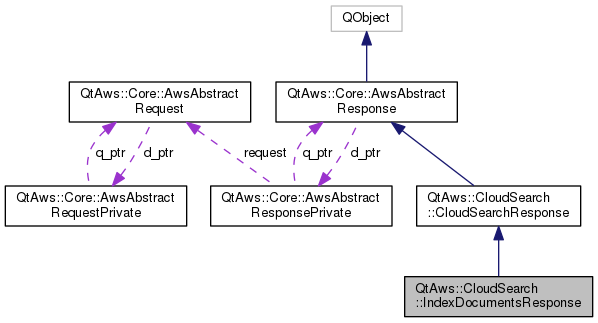 QObject
QtAws::Core::AwsAbstract
Request
QtAws::Core::AwsAbstract
Response
q_ptr
d_ptr
request
q_ptr
d_ptr
QtAws::Core::AwsAbstract
RequestPrivate
QtAws::Core::AwsAbstract
ResponsePrivate
QtAws::CloudSearch
::CloudSearchResponse
QtAws::CloudSearch
::IndexDocumentsResponse